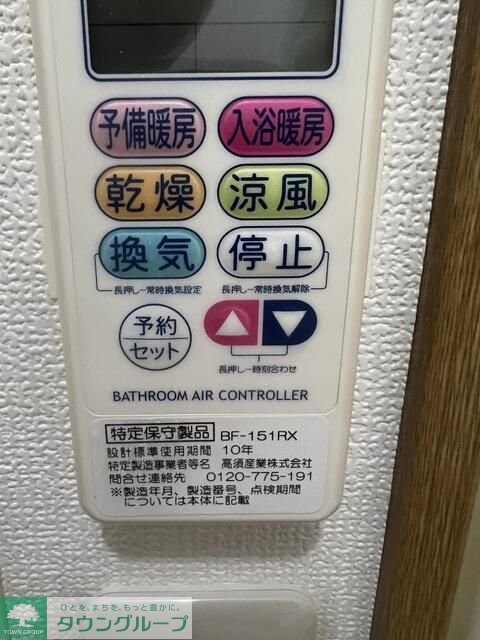 予備暖房 入浴暖房
乾燥 涼風
換気 停止
長押し―常時換気設定 長押し―常時換気解除
予約
セット
長押し―時刻合わせ
BATHROOM AIR CONTROLLER
特定保守製品 BF-151RX
設計標準使用期間 10年
特定製造事業者等名 高須産業株式会社
問合せ連絡先 0120-775-191
※製造年月、製造番号、点検期間
については本体に記載
ひとを、まちを、もっと豊かに。
タウングループ
TOWN GROUP